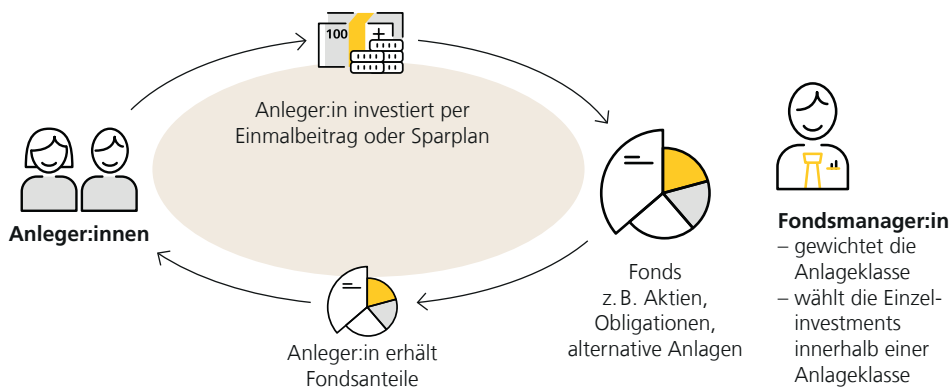 100
+
Anleger:in investiert per
Einmalbeitrag oder Sparplan
Anleger:innen
Fonds
z. B. Aktien,
Obligationen,
alternative Anlagen
Anleger:in erhält
Fondsanteile
Fondsmanager:in
– gewichtet die
Anlageklasse
– wählt die Einzel-
investments
innerhalb einer
Anlageklasse